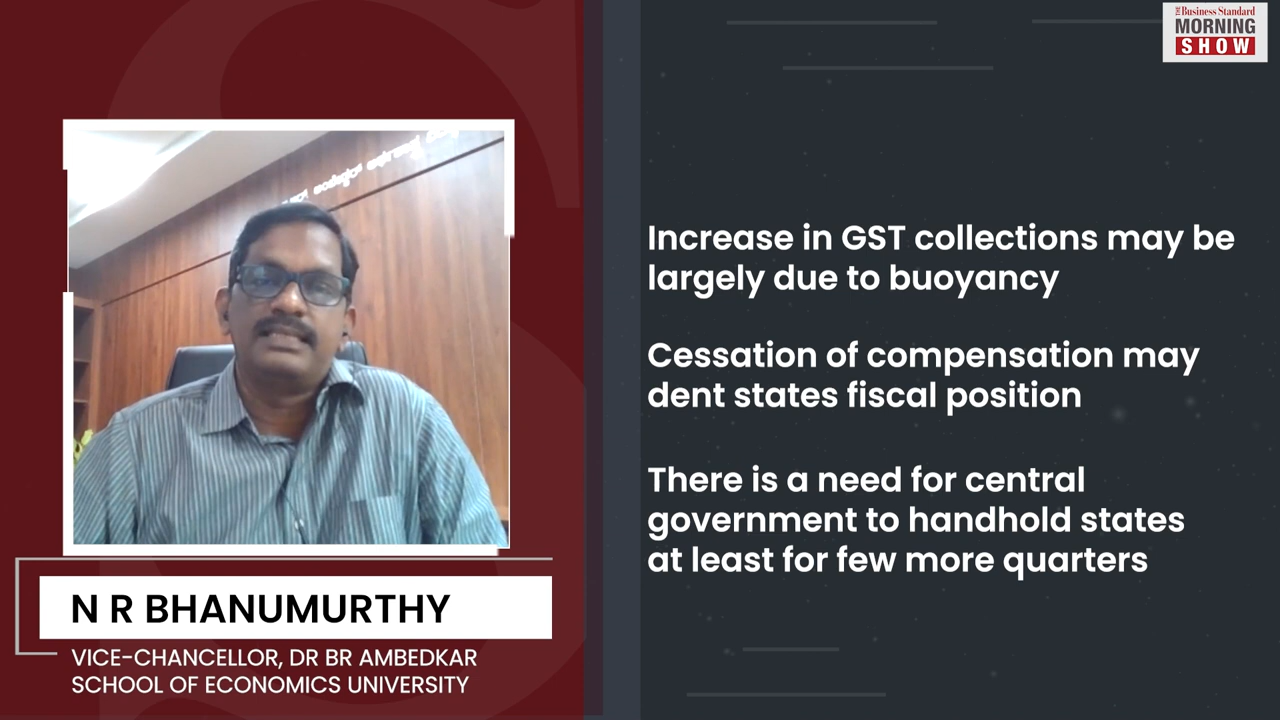 The Business Standard
MORNING
SHOW
Increase in GST collections may be
largely due to buoyancy
Cessation of compensation may
dent states fiscal position
There is a need for central
government to handhold states
at least for few more quarters
N R BHANUMURTHY
VICE-CHANCELLOR, DR BR AMBEDKAR
SCHOOL OF ECONOMICS UNIVERSITY